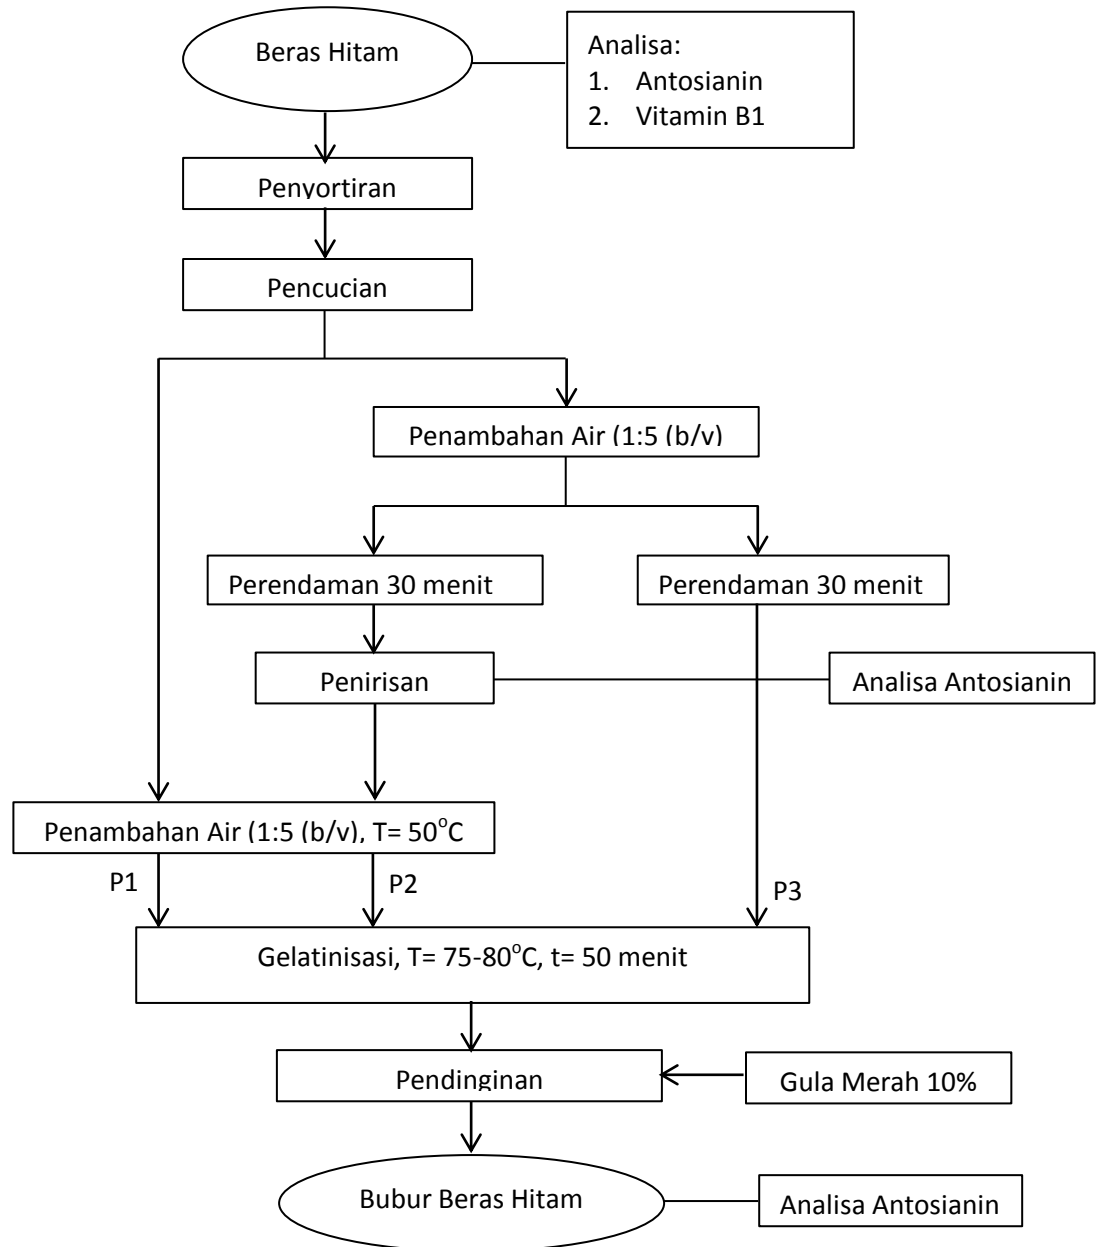 Beras Hitam
Analisa:
1. Antosianin
2. Vitamin B1
Penyortiran
Pencucian
Penambahan Air (1:5 (b/v)
Perendaman 30 menit
Perendaman 30 menit
Penirisan
Analisa Antosianin
Penambahan Air (1:5 (b/v), T= 50°C
P1
P2
P3
Gelatinisasi, T= 75-80°C, t= 50 menit
Pendinginan
Gula Merah 10%
Bubur Beras Hitam
Analisa Antosianin